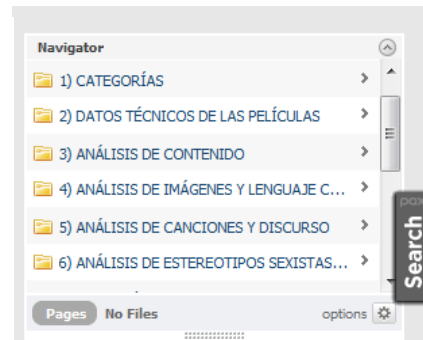 Navigator
1) CATEGORÍAS
2) DATOS TÉCNICOS DE LAS PELÍCULAS
3) ANÁLISIS DE CONTENIDO
4) ANÁLISIS DE IMÁGENES Y LENGUAJE C...
5) ANÁLISIS DE CANCIONES Y DISCURSO
6) ANÁLISIS DE ESTEREOTIPOS SEXISTAS...
Pages No Files options
pax
Search